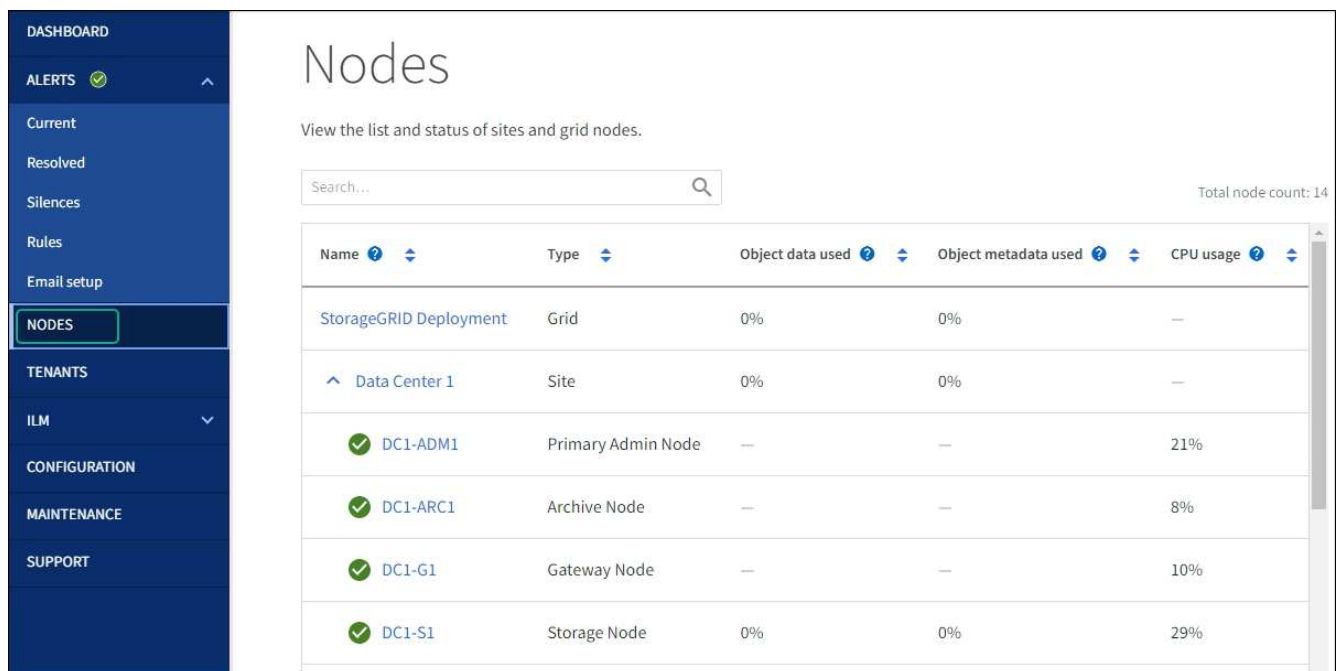 DASHBOARD
ALERTS
Current
Resolved
Silences
Rules
Email setup
NODES
TENANTS
ILM
CONFIGURATION
MAINTENANCE
SUPPORT
Nodes
View the list and status of sites and grid nodes.
Search...
Total node count: 14
Name Type Object data used Object metadata used CPU usage
StorageGRID Deployment Grid 0% 0% —
Data Center 1 Site 0% 0% —
DC1-ADM1 Primary Admin Node — — 21%
DC1-ARC1 Archive Node — — 8%
DC1-G1 Gateway Node — — 10%
DC1-S1 Storage Node 0% 0% 29%